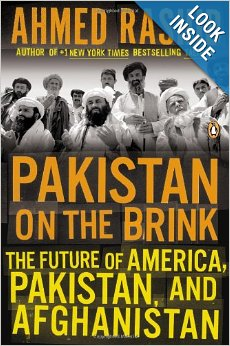 LOOK
INSIDE
AHMED RAS
AUTHOR OF #1 NEW YORK TIMES BESTSELLING
PAKISTAN
ON THE BRINK
THE FUTURE OF AMERICA,
PAKISTAN, AND
AFGHANISTAN